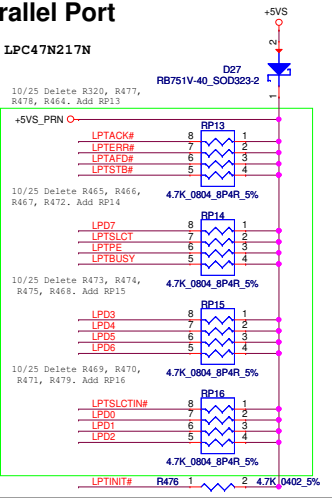 rallel Port
+5VS
LPC47N217N
2
D27
RB751V-40_SOD323-2
10/25 Delete R320, R477,
R478, R464. Add RP13
1
+5VS_PRN
RP13
LPTACK# 8 1
LPTERR# 7 2
LPTAFD# 6 3
LPTSTB# 5 4
4.7K_0804_8P4R_5%
10/25 Delete R465, R466,
R467, R472. Add RP14
RP14
LPD7 8 1
LPTSLCT 7 2
LPTPE 6 3
LPTBUSY 5 4
4.7K_0804_8P4R_5%
10/25 Delete R473, R474,
R475, R468. Add RP15
RP15
LPD3 8 1
LPD4 7 2
LPD5 6 3
LPD6 5 4
4.7K_0804_8P4R_5%
10/25 Delete R469, R470,
R471, R479. Add RP16
RP16
LPTSLCTIN# 8 1
LPD0 7 2
LPD1 6 3
LPD2 5 4
4.7K_0804_8P4R_5%
LPTINIT# R476 1 2 4.7K_0402_5%